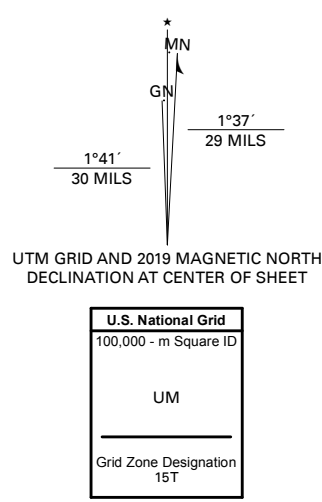 MN
GN
1°37´
29 MILS
1°41´
30 MILS
UTM GRID AND 2019 MAGNETIC NORTH
DECLINATION AT CENTER OF SHEET
U.S. National Grid
100,000 - m Square ID
UM
Grid Zone Designation
15T